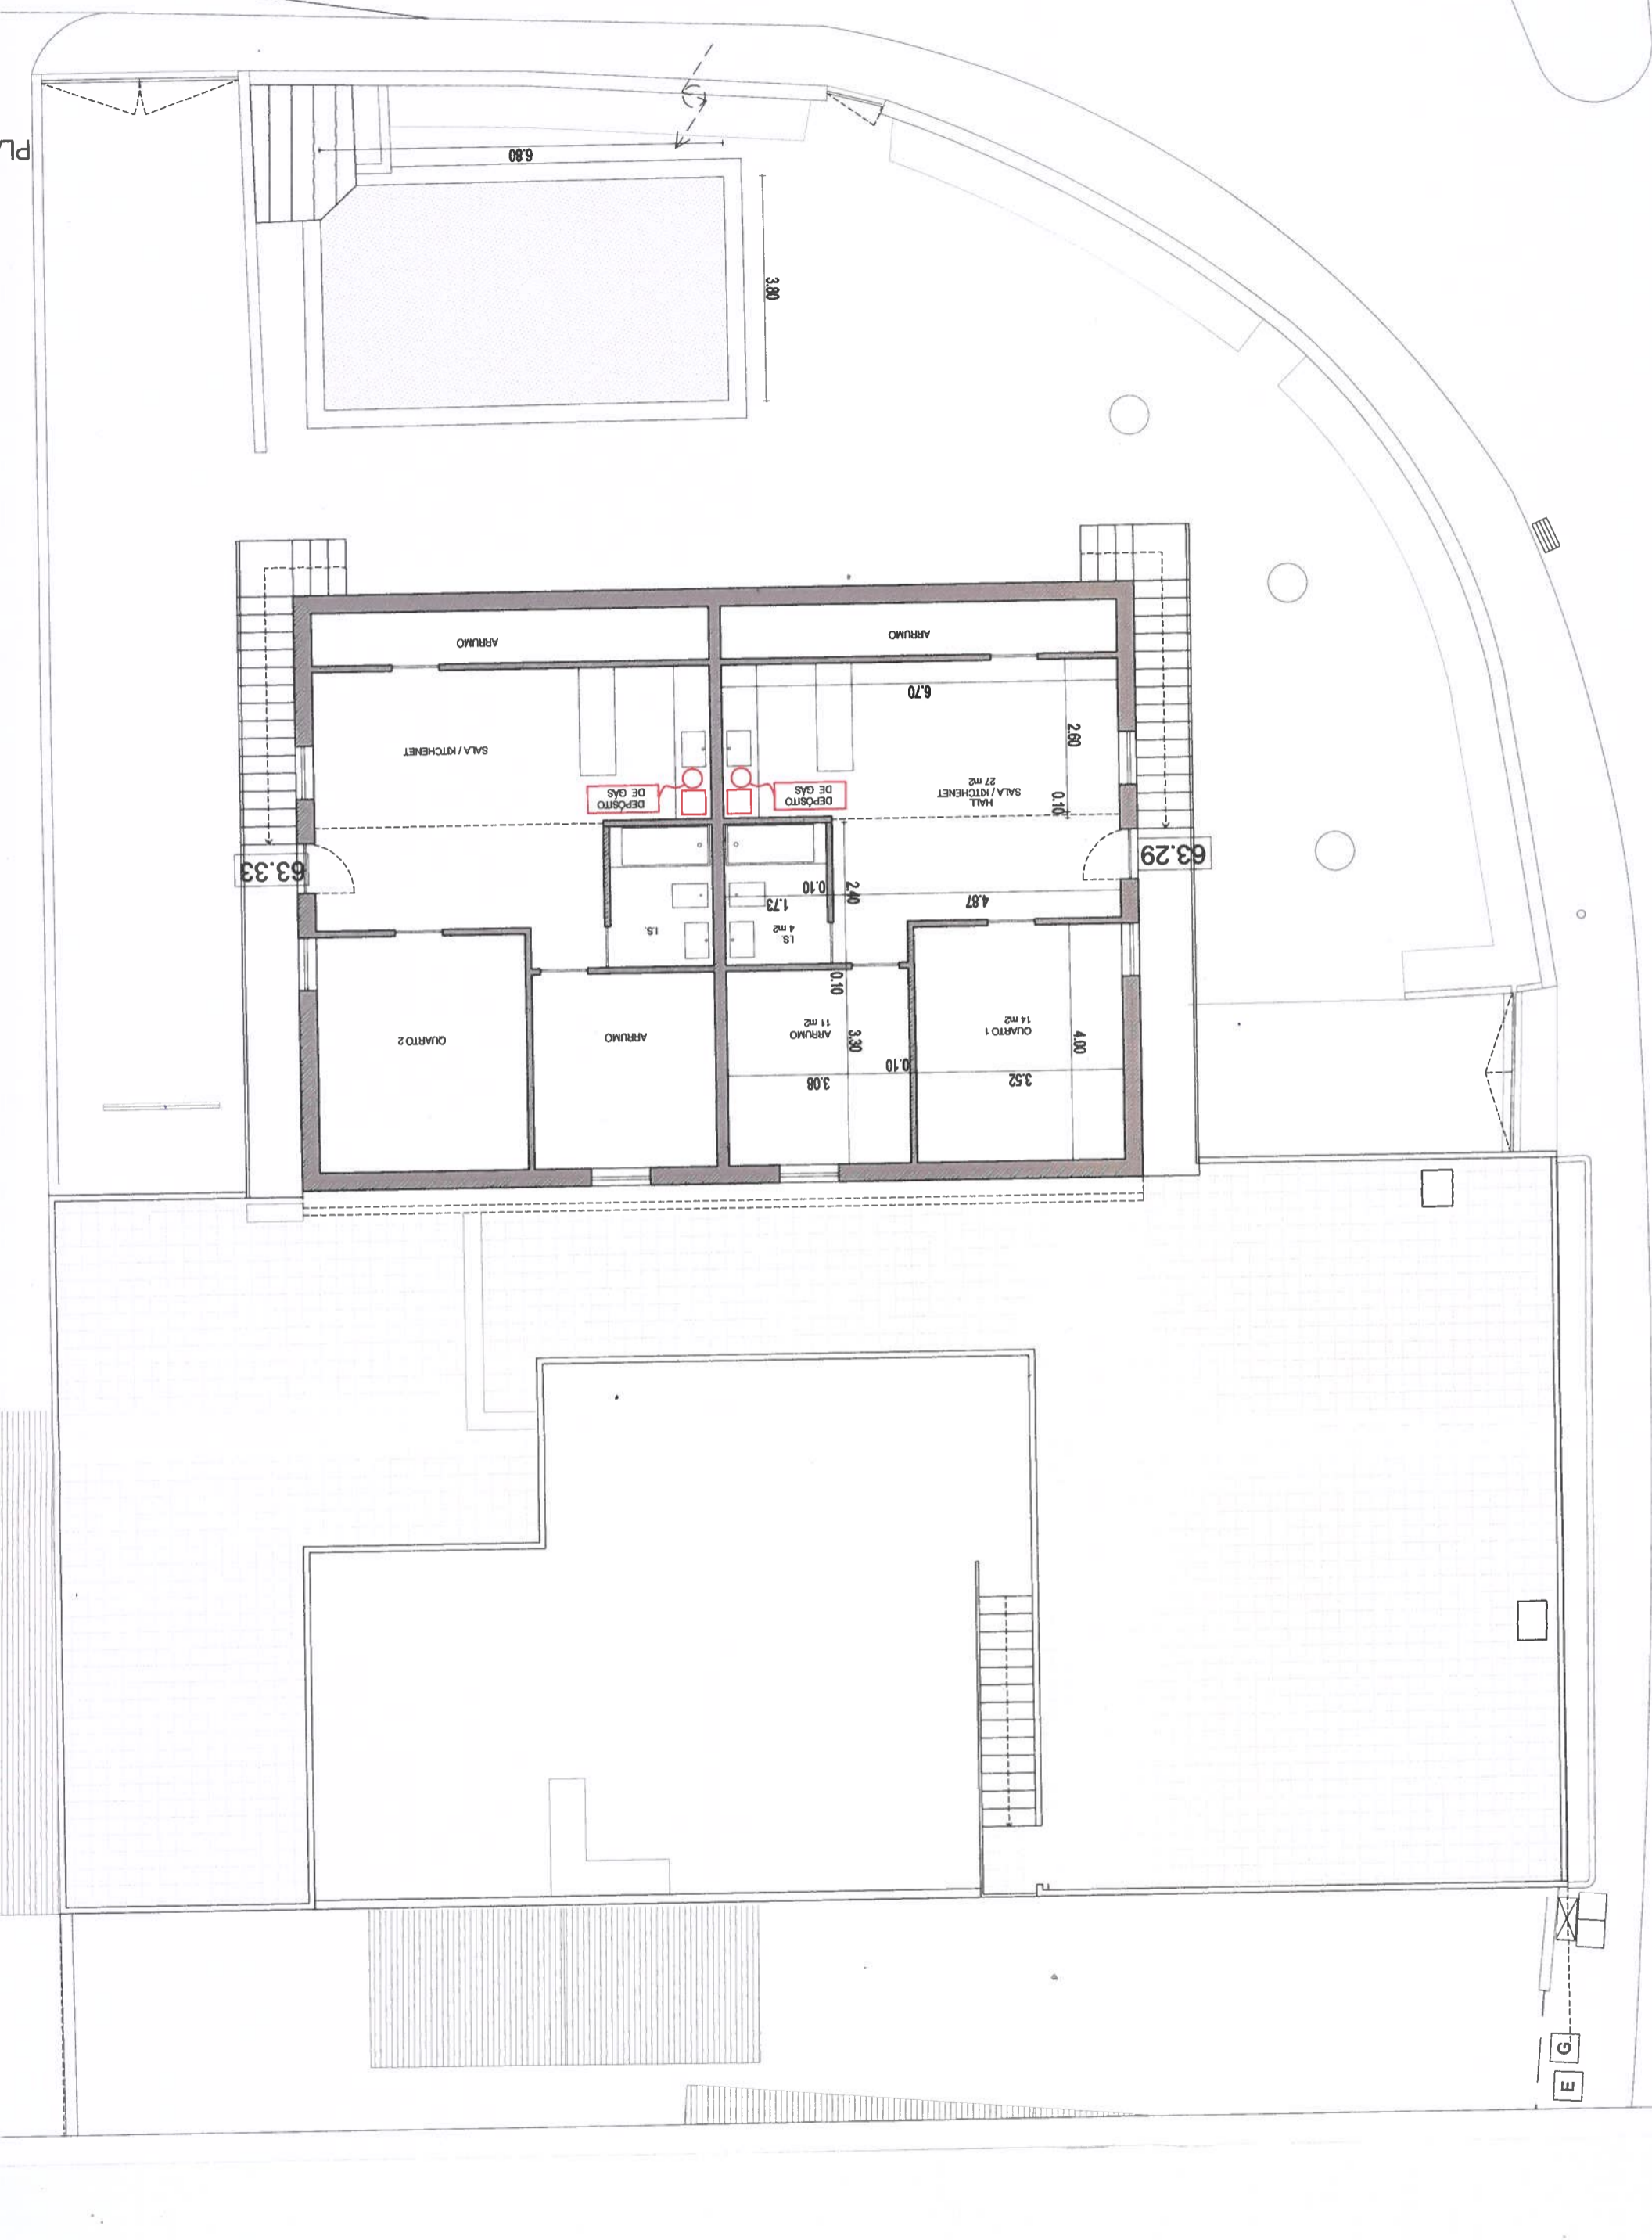 PL
6.80
3.80
ARRUMO
ARRUMO
6.70
2.60
SALA / KITCHENET
HALL
SALA / KITCHENET
27 m2
0.10
DEPÓSITO
DE GÁS
DEPÓSITO
DE GÁS
63.33
63.29
0.10
2.40
1.73
4.87
I.S.
I.S.
4 m2
0.10
QUARTO 2
ARRUMO
ARRUMO
11 m2
3.30
QUARTO 1
14 m2
4.00
0.10
3.08
3.52
G
E